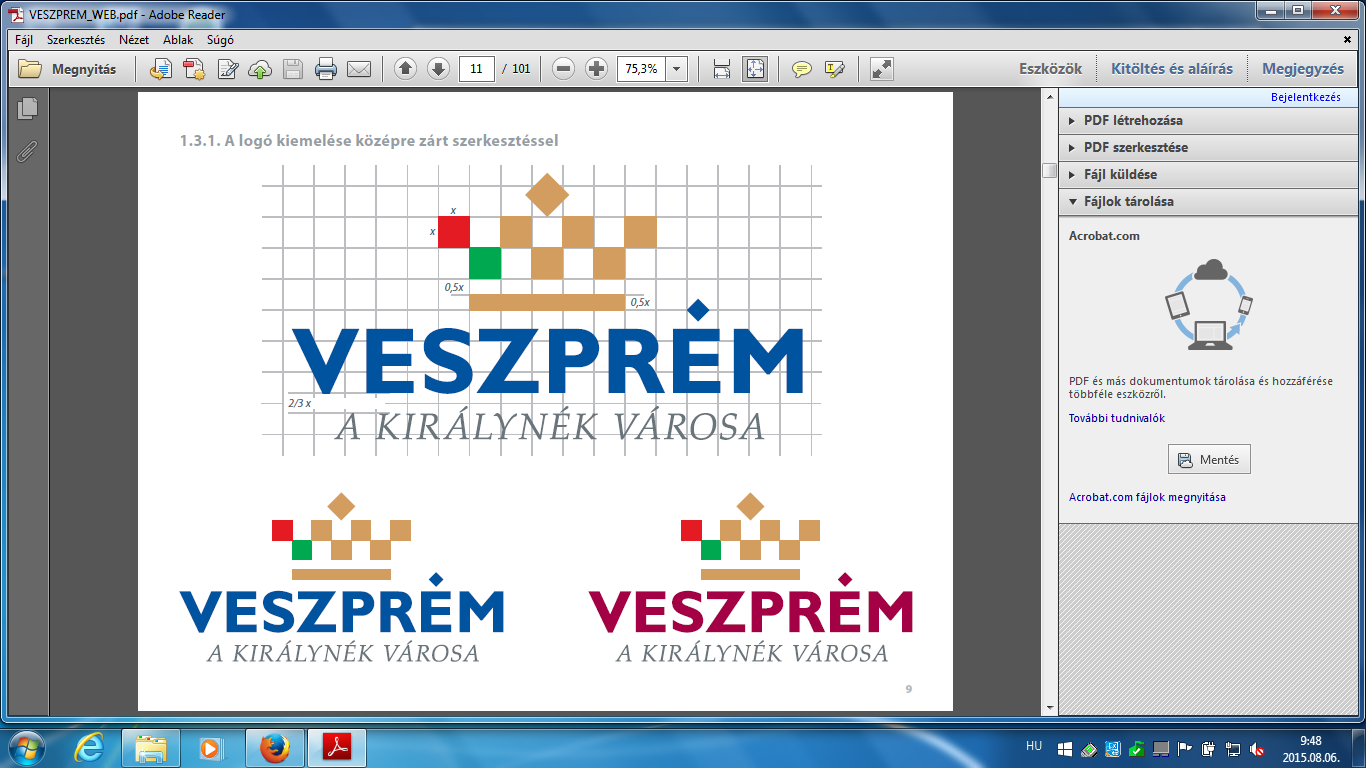 VESZPREM_WEB.pdf - Adobe Reader
Fájl Szerkesztés Nézet Ablak Súgó
Megnyitás 11 / 101 75,3% Eszközök Kitöltés és aláírás Megjegyzés
Bejelentkezés
PDF létrehozása
PDF szerkesztése
Fájl küldése
Fájlok tárolása
Acrobat.com
PDF és más dokumentumok tárolása és hozzáférése
többféle eszközről.
További tudnivalók
Mentés
Acrobat.com fájlok megnyitása
1.3.1. A logó kiemelése középre zárt szerkesztéssel
x
x
0,5x
0,5x
VESZPRÉM
2/3 x
A KIRÁLYNÉK VÁROSA
VESZPRÉM
A KIRÁLYNÉK VÁROSA
VESZPRÉM
A KIRÁLYNÉK VÁROSA
9
HU
9:48
2015.08.06.